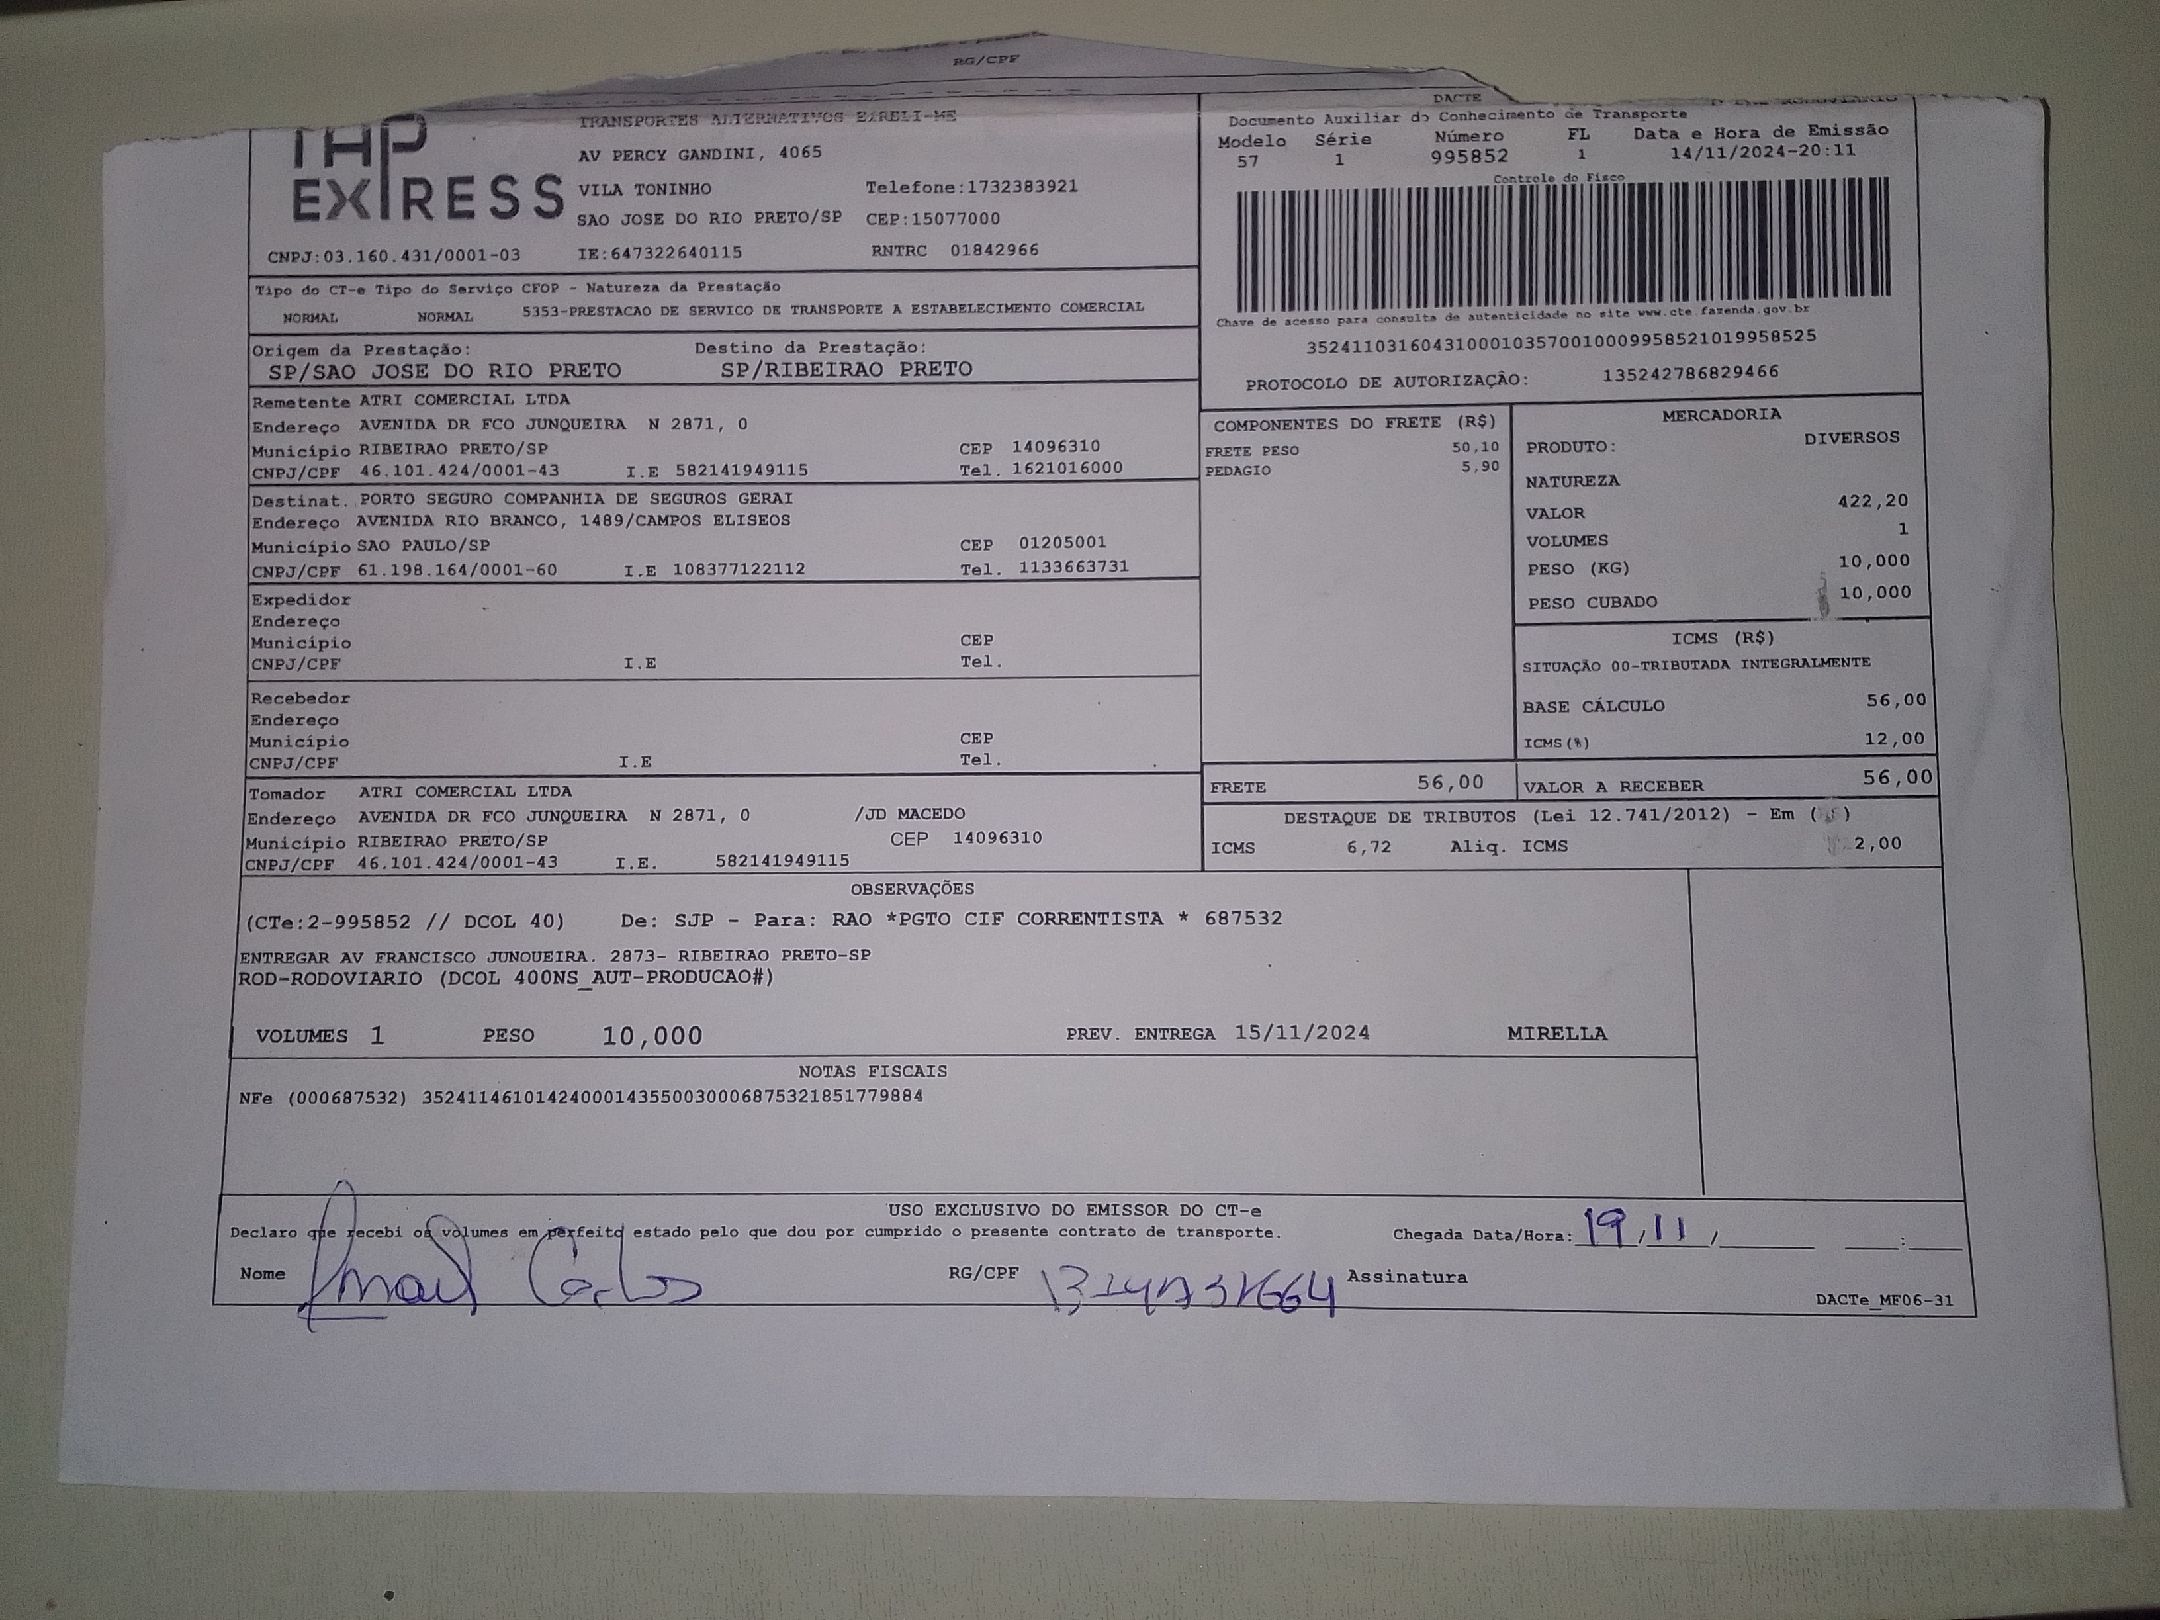 RG/CPF
TAP
EXPRESS
TRANSPORTES ALTERNATIVOS EIRELI-ME
AV PERCY GANDINI, 4065
VILA TONINHO Telefone:1732383921
SAO JOSE DO RIO PRETO/SP CEP:15077000
CNPJ:03.160.431/0001-03 IE:647322640115 RNTRC 01842966
DACTE
Documento Auxiliar do Conhecimento de Transporte
Modelo Série Número FL Data e Hora de Emissão
57 1 995852 1 14/11/2024-20:11
Controle do Fisco
Chave de acesso para consulta de autenticidade no site www.cte.fazenda.gov.br
35241103160431000103570010009958521019958525
PROTOCOLO DE AUTORIZAÇÃO: 135242786829466
Tipo do CT-e Tipo do Serviço CFOP - Natureza da Prestação
NORMAL NORMAL 5353-PRESTACAO DE SERVICO DE TRANSPORTE A ESTABELECIMENTO COMERCIAL
Origem da Prestação: Destino da Prestação:
SP/SAO JOSE DO RIO PRETO SP/RIBEIRAO PRETO
Remetente ATRI COMERCIAL LTDA
Endereço AVENIDA DR FCO JUNQUEIRA N 2871, 0
Município RIBEIRAO PRETO/SP CEP 14096310
CNPJ/CPF 46.101.424/0001-43 I.E 582141949115 Tel. 1621016000
Destinat. PORTO SEGURO COMPANHIA DE SEGUROS GERAI
Endereço AVENIDA RIO BRANCO, 1489/CAMPOS ELISEOS
Município SAO PAULO/SP CEP 01205001
CNPJ/CPF 61.198.164/0001-60 I.E 108377122112 Tel. 1133663731
Expedidor
Endereço
Município CEP
CNPJ/CPF I.E Tel.
Recebedor
Endereço
Município CEP
CNPJ/CPF I.E Tel.
Tomador ATRI COMERCIAL LTDA
Endereço AVENIDA DR FCO JUNQUEIRA N 2871, 0 /JD MACEDO
Município RIBEIRAO PRETO/SP CEP 14096310
CNPJ/CPF 46.101.424/0001-43 I.E. 582141949115
COMPONENTES DO FRETE (R$)
FRETE PESO 50,10
PEDAGIO 5,90
MERCADORIA
PRODUTO: DIVERSOS
NATUREZA
VALOR 422,20
VOLUMES 1
PESO (KG) 10,000
PESO CUBADO 10,000
ICMS (R$)
SITUAÇÃO 00-TRIBUTADA INTEGRALMENTE
BASE CÁLCULO 56,00
ICMS(%) 12,00
FRETE 56,00 VALOR A RECEBER 56,00
DESTAQUE DE TRIBUTOS (Lei 12.741/2012) - Em ( )
ICMS 6,72 Aliq. ICMS 2,00
OBSERVAÇÕES
(CTe:2-995852 // DCOL 40) De: SJP - Para: RAO *PGTO CIF CORRENTISTA * 687532
ENTREGAR AV FRANCISCO JUNQUEIRA. 2873- RIBEIRAO PRETO-SP
ROD-RODOVIARIO (DCOL 400NS_AUT-PRODUCAO#)
VOLUMES 1 PESO 10,000 PREV. ENTREGA 15/11/2024 MIRELLA
NOTAS FISCAIS
NFe (000687532) 35241146101424000143550030006875321851779884
USO EXCLUSIVO DO EMISSOR DO CT-e
Declaro que recebi os volumes em perfeito estado pelo que dou por cumprido o presente contrato de transporte. Chegada Data/Hora: 19/11/ :
Nome Carlos RG/CPF Assinatura
DACTe_MF06-31